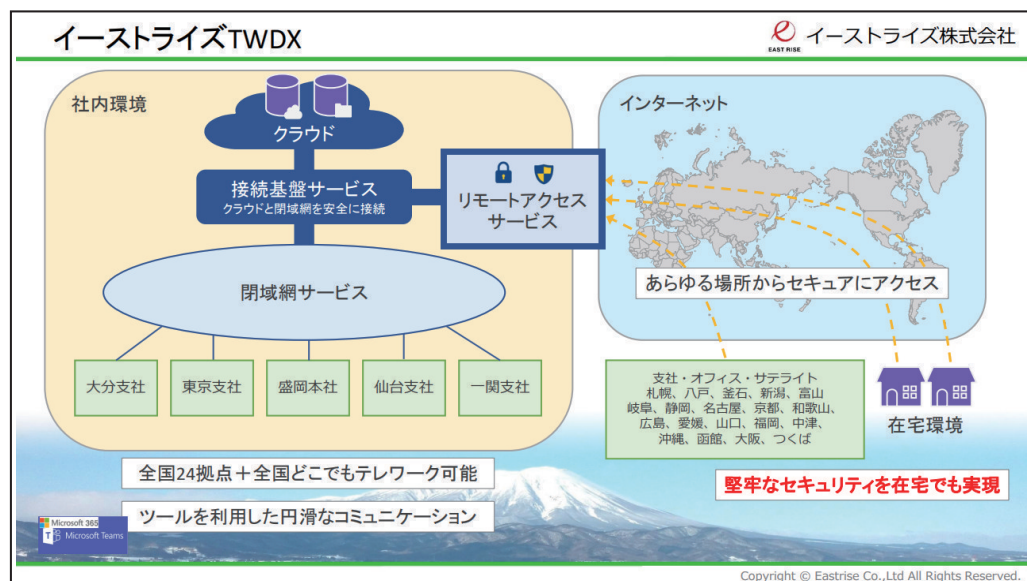 イーストライズTWDX
EAST RISE
イーストライズ株式会社
社内環境
クラウド
接続基盤サービス
クラウドと閉域網を安全に接続
リモートアクセス
サービス
閉域網サービス
大分支社
東京支社
盛岡本社
仙台支社
一関支社
インターネット
あらゆる場所からセキュアにアクセス
支社・オフィス・サテライト
札幌、八戸、釜石、新潟、富山
岐阜、静岡、名古屋、京都、和歌山、
広島、愛媛、山口、福岡、中津、
沖縄、函館、大阪、つくば
在宅環境
全国24拠点＋全国どこでもテレワーク可能
堅牢なセキュリティを在宅でも実現
ツールを利用した円滑なコミュニケーション
Microsoft 365
T
Microsoft Teams
Copyright © Eastrise Co.,Ltd All Rights Reserved.